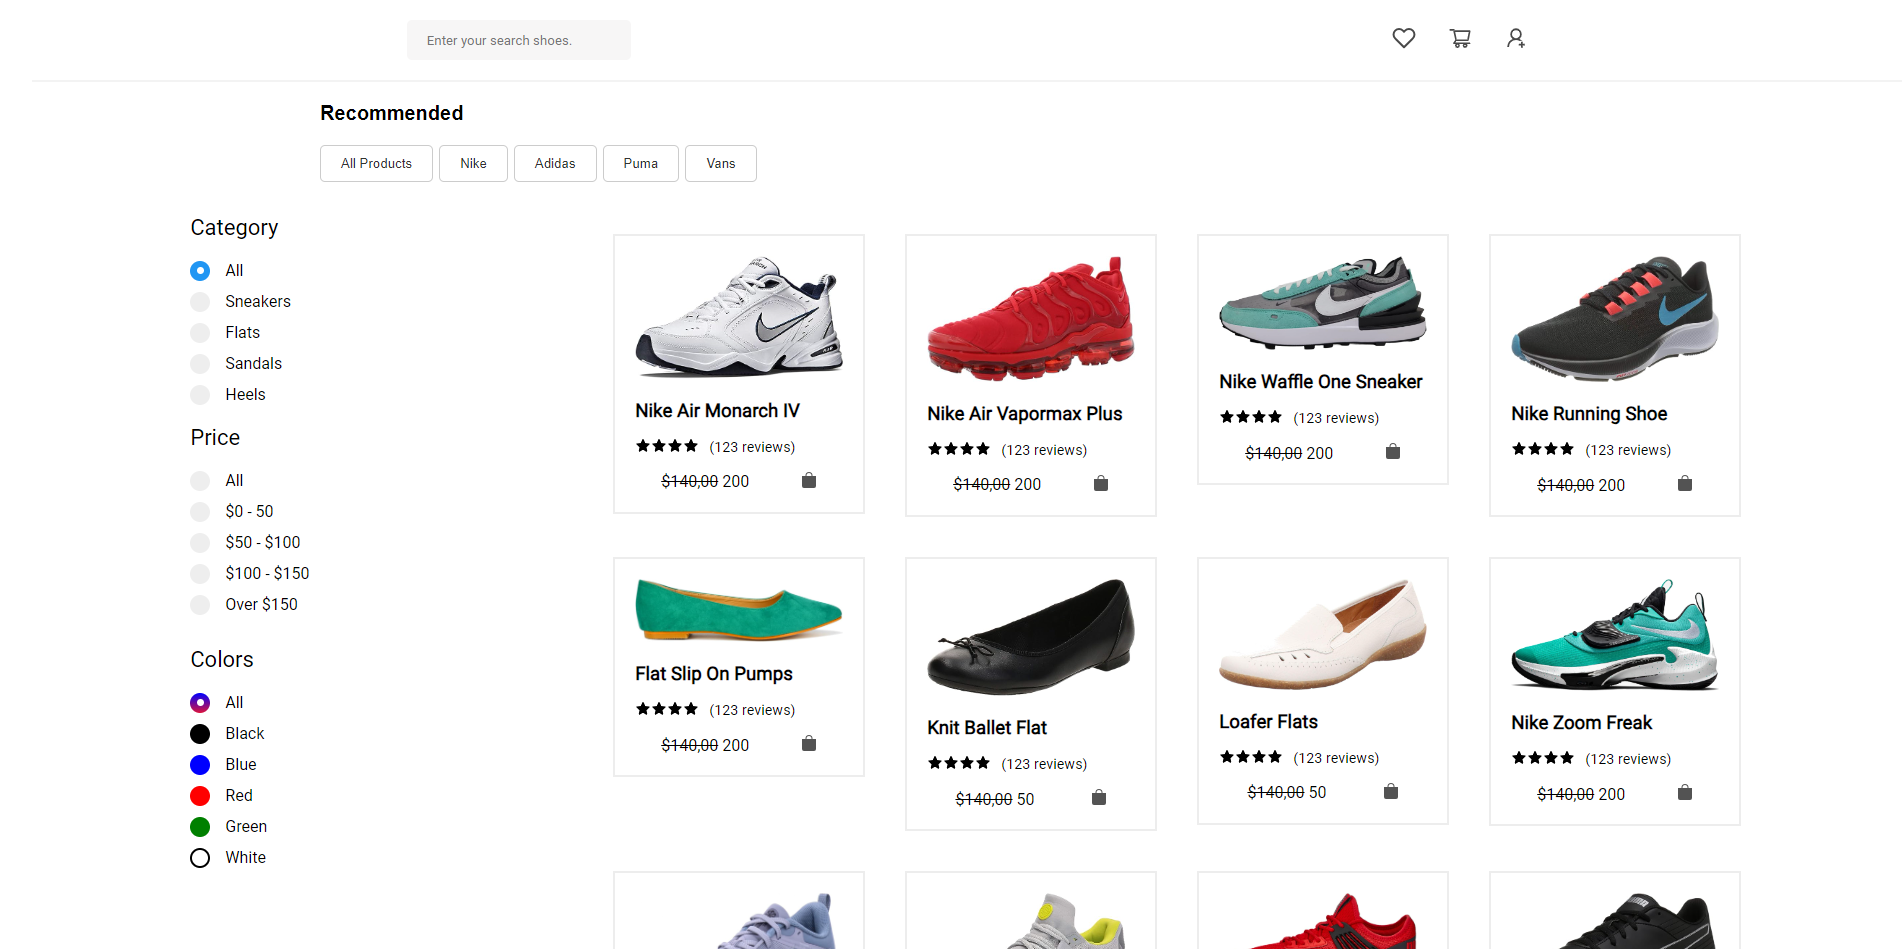 Enter your search shoes.
Recommended
All Products
Nike
Adidas
Puma
Vans
Category
All
Sneakers
Flats
Sandals
Heels
Price
All
$0 - 50
$50 - $100
$100 - $150
Over $150
Colors
All
Black
Blue
Red
Green
White
Nike Air Monarch IV
(123 reviews)
$140,00 200
Nike Air Vapormax Plus
(123 reviews)
$140,00 200
Nike Waffle One Sneaker
(123 reviews)
$140,00 200
Nike Running Shoe
(123 reviews)
$140,00 200
Flat Slip On Pumps
(123 reviews)
$140,00 200
Knit Ballet Flat
(123 reviews)
$140,00 50
Loafer Flats
(123 reviews)
$140,00 50
Nike Zoom Freak
(123 reviews)
$140,00 200